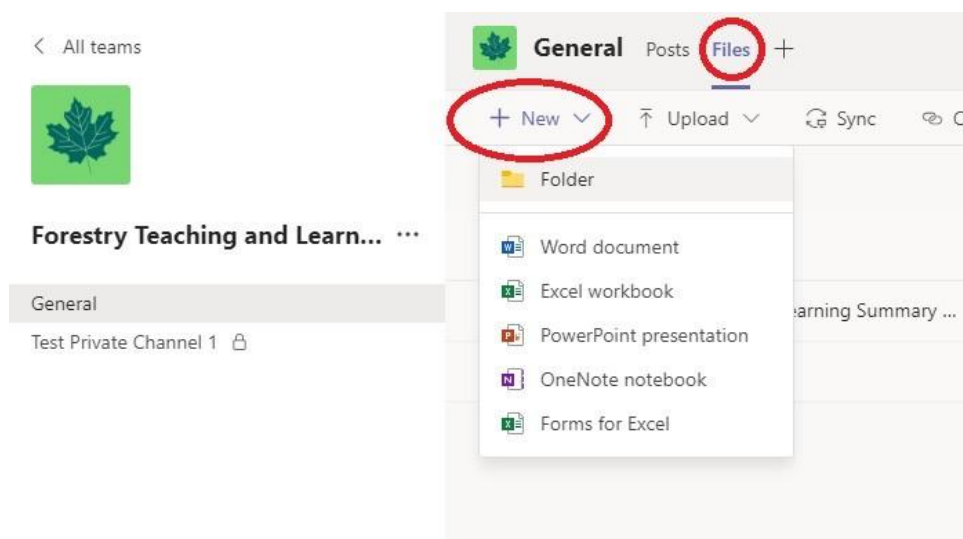 All teams
Forestry Teaching and Learn... ...
General
Test Private Channel 1
General Posts Files +
+ New Upload Sync
Folder
Word document
Excel workbook
PowerPoint presentation
OneNote notebook
Forms for Excel
earning Summary ...